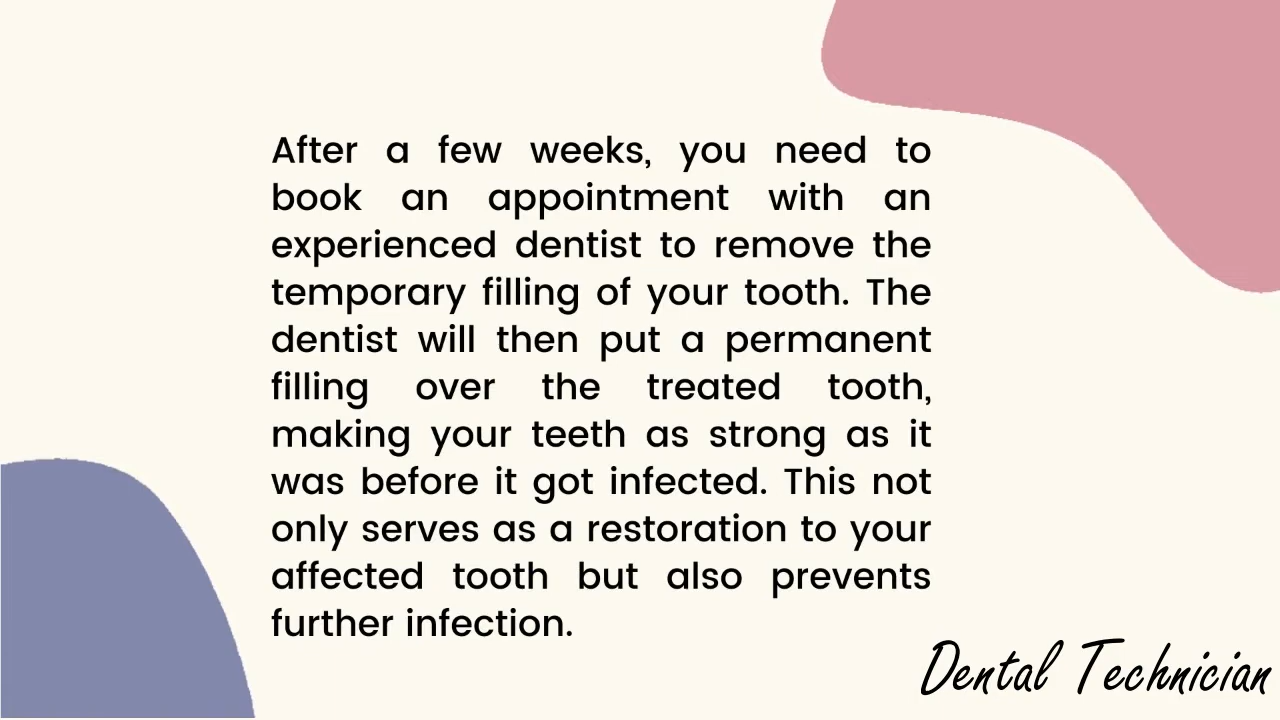 After a few weeks, you need to
book an appointment with an
experienced dentist to remove the
temporary filling of your tooth. The
dentist will then put a permanent
filling over the treated tooth,
making your teeth as strong as it
was before it got infected. This not
only serves as a restoration to your
affected tooth but also prevents
further infection.
Dental Technician